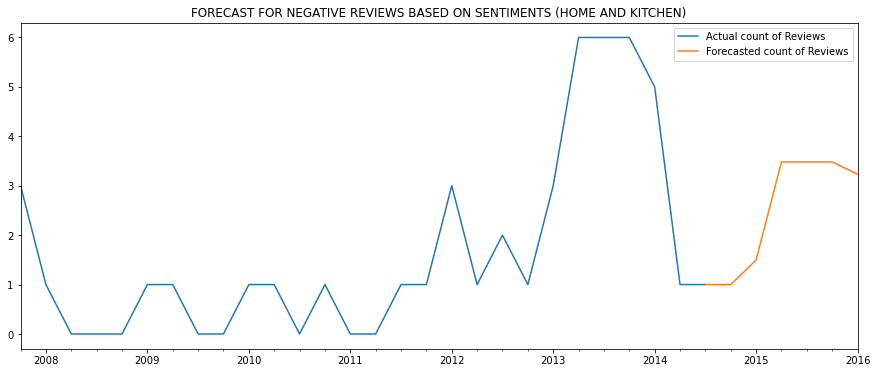 FORECAST FOR NEGATIVE REVIEWS BASED ON SENTIMENTS (HOME AND KITCHEN)
Actual count of Reviews
Forecasted count of Reviews
6
5
4
3
2
1
0
2008 2009 2010 2011 2012 2013 2014 2015 2016